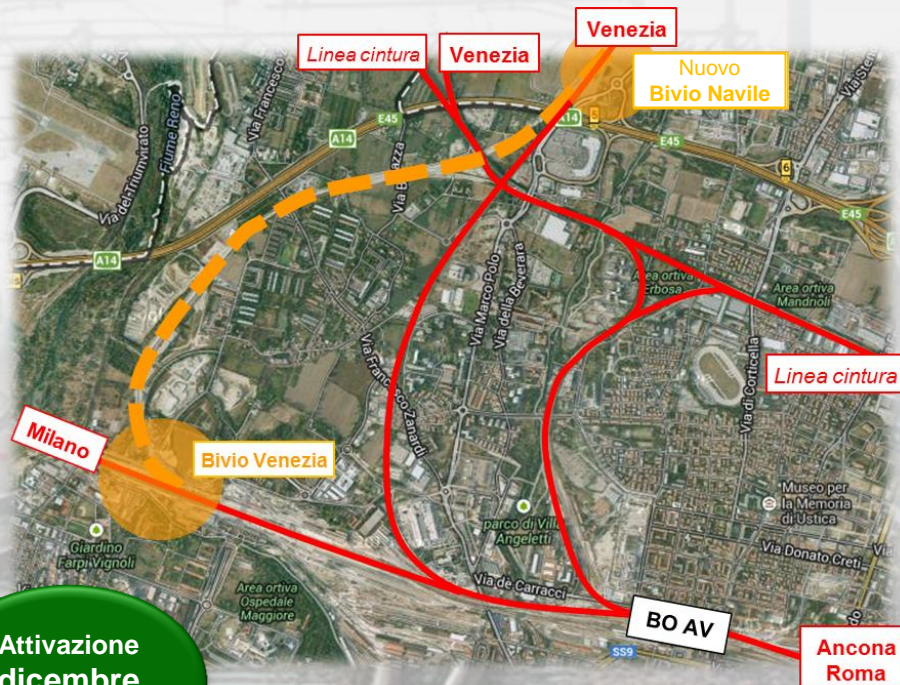 Venezia
Linea cintura
Venezia
Nuovo
Bivio Navile
Via Francesco
Fiume Reno
Via del Triumvirato
E45
A14
A14
E45
6
E45
A14
Via Marco Polo
Via della Beverara
Area ortiva
Erbosa
Area ortiva
Mandrioli
Via Francesco Zanardi
Via di Corticella
Linea cintura
Milano
Bivio Venezia
Museo per
la Memoria
di Ustica
parco di Villa
Angeletti
Via Donato Creti
Via
Giardino
Farpi Vignoli
Area ortiva
Ospedale
Maggiore
Via de Carracci
BO AV
SS9
Ancona
Roma
Attivazione
dicembre